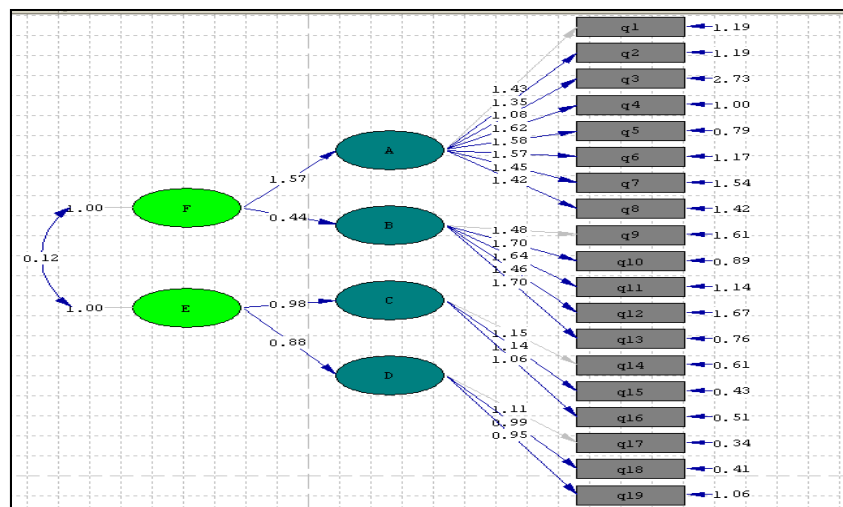 q1 1.19
q2 1.19
q3 2.73
q4 1.00
q5 0.79
q6 1.17
q7 1.54
q8 1.42
q9 1.61
q10 0.89
q11 1.14
q12 1.67
q13 0.76
q14 0.61
q15 0.43
q16 0.51
q17 0.34
q18 0.41
q19 1.06
1.43
1.35
1.08
1.62
1.58
1.57
1.45
1.42
1.48
1.70
1.64
1.46
1.70
1.15
1.14
1.06
1.11
0.99
0.95
A
B
C
D
1.57
0.44
0.98
0.88
F
E
1.00
1.00
0.12